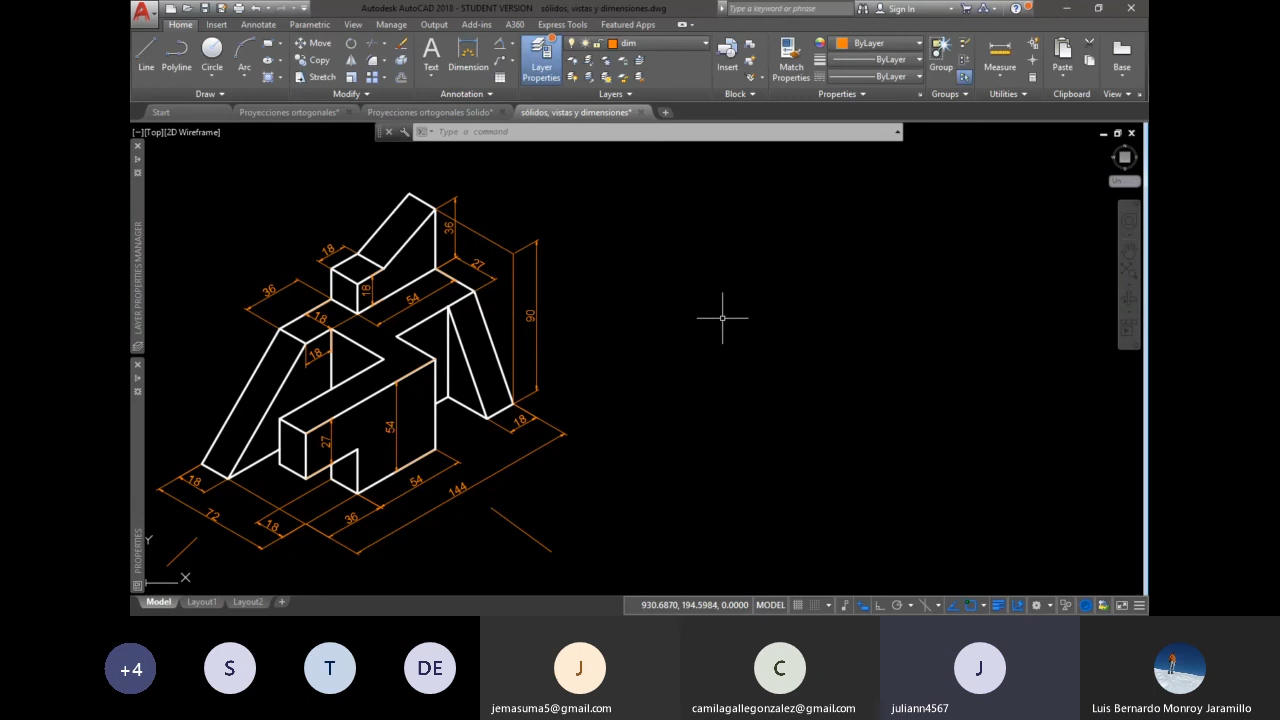 Autodesk AutoCAD 2018 - STUDENT VERSION sólidos, vistas y dimensiones.dwg
Type a keyword or phrase
Sign In
Home Insert Annotate Parametric View Manage Output Add-ins A360 Express Tools Featured Apps
Line Polyline Circle Arc
Move
Copy
Stretch
Text Dimension
Layer Properties
dim
Insert
Match Properties
ByLayer
ByLayer
ByLayer
Group
Measure
Paste
Base
Draw Modify Annotation Layers Block Properties Groups Utilities Clipboard View
Start Proyecciones ortogonales* Proyecciones ortogonales Solido* sólidos, vistas y dimensiones*
[−][Top][2D Wireframe]
Type a command
LAYER PROPERTIES MANAGER
PROPERTIES
36
18
27
36
18
54
18
90
18
18
27
54
18
18
54
144
72
18
36
Y
X
Model Layout1 Layout2
930.6870, 194.5984, 0.0000 MODEL
+4 S T DE J C J
jemasuma5@gmail.com camilagallegonzalez@gmail.com juliann4567 Luis Bernardo Monroy Jaramillo